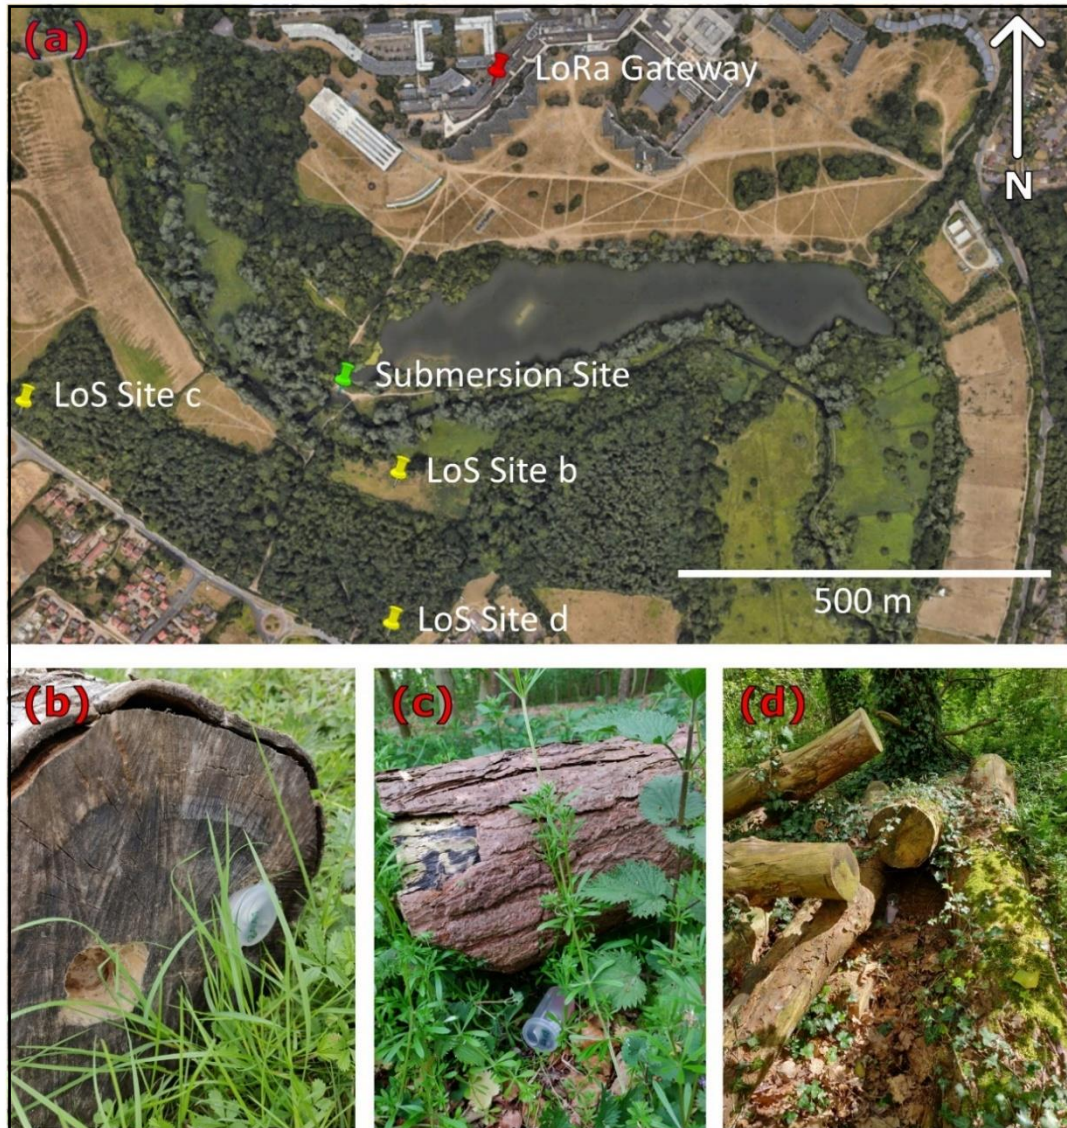 (a)
LoRa Gateway
N
Submersion Site
LoS Site c
LoS Site b
500 m
LoS Site d
(b)
(c)
(d)